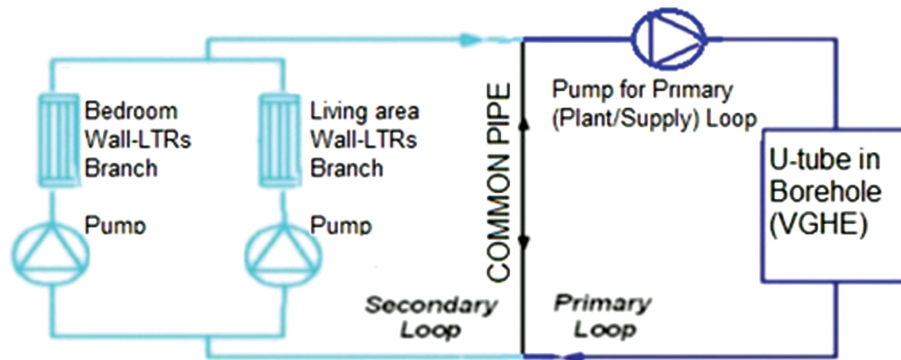 Bedroom
Wall-LTRs
Branch
Pump
Living area
Wall-LTRs
Branch
Pump
COMMON PIPE
Pump for Primary
(Plant/Supply) Loop
U-tube in
Borehole
(VGHE)
Secondary
Loop
Primary
Loop